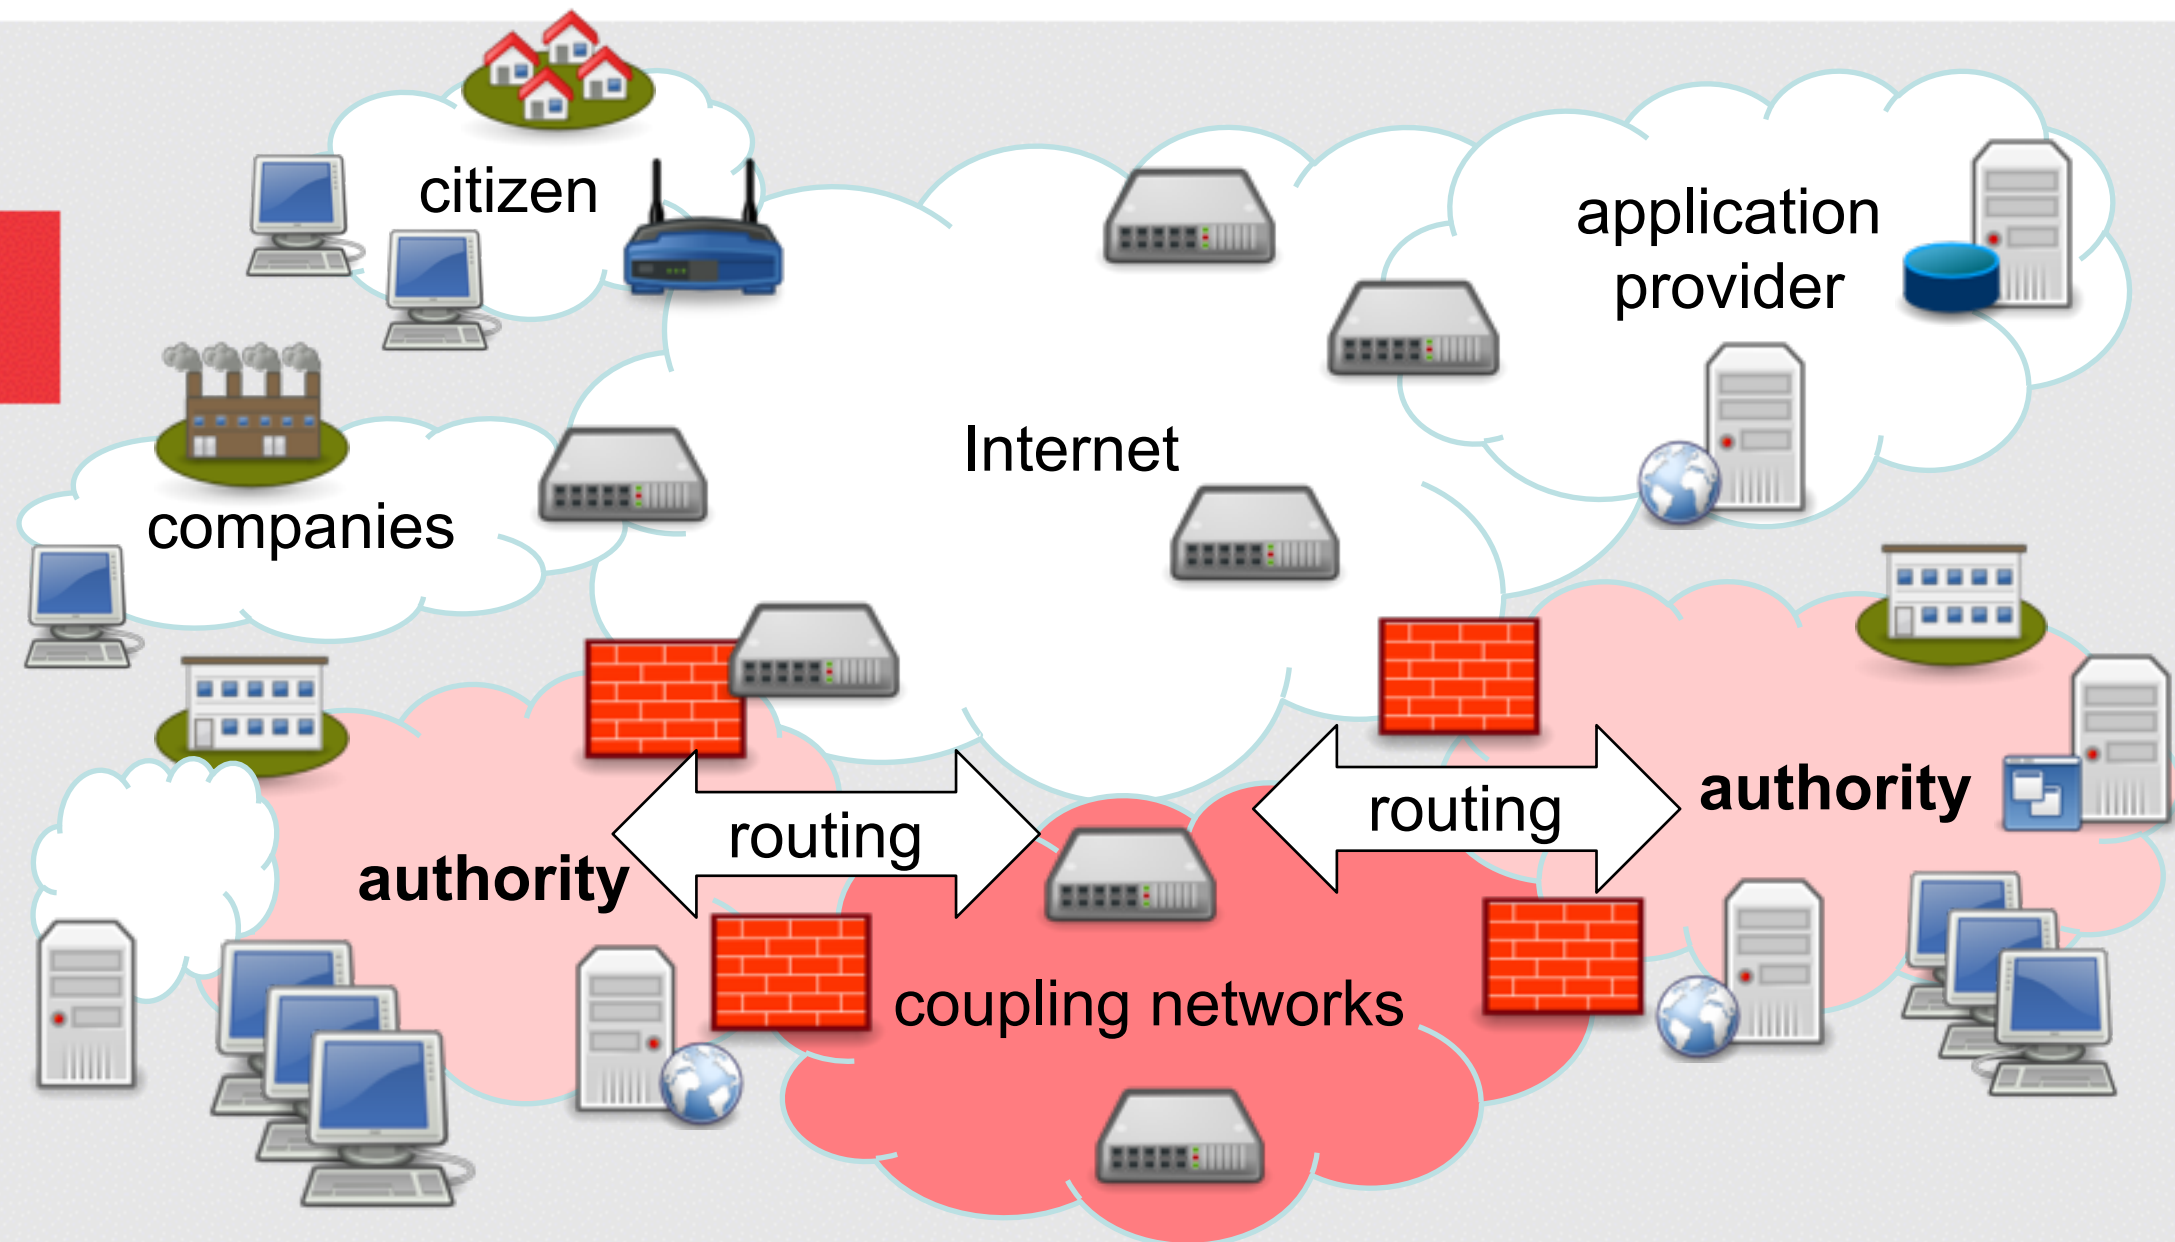 citizen
application
provider
Internet
companies
routing
authority
routing
authority
coupling networks